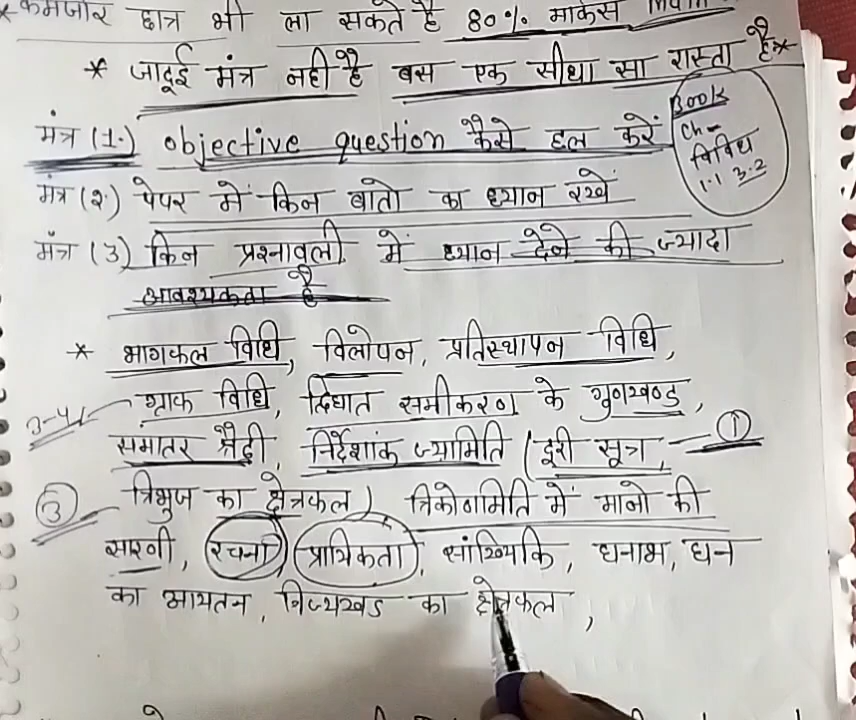 * कमजोर छात्र भी ला सकते है 80% मार्कस
* जादूई मंत्र नही है बस एक सीधा सा रास्ता है *
मंत्र (1.) objective question कैसे हल करें
Book
ch-
विविध
1.1 3.2
मंत्र (2.) पेपर में किन बातो का ध्यान रखें
मंत्र (3) किन प्रश्नावली में ध्यान देने की ज्यादा
आवश्यकता है
* भागफल विधि, विलोपन, प्रतिस्थापन विधि,
3-4 ग्राफ विधि, द्विघात समीकरण के गुणखण्ड,
समातर श्रेढ़ी, निर्देशांक ज्यामिति (दूरी सूत्र, 1
3 त्रिभुज का क्षेत्रफल) त्रिकोणमिति में मानो की
सारणी, रचना, प्रायिकता, सांख्यिकि, घनाभ, घन
का आयतन, त्रिज्यखंड का क्षेत्रफल,